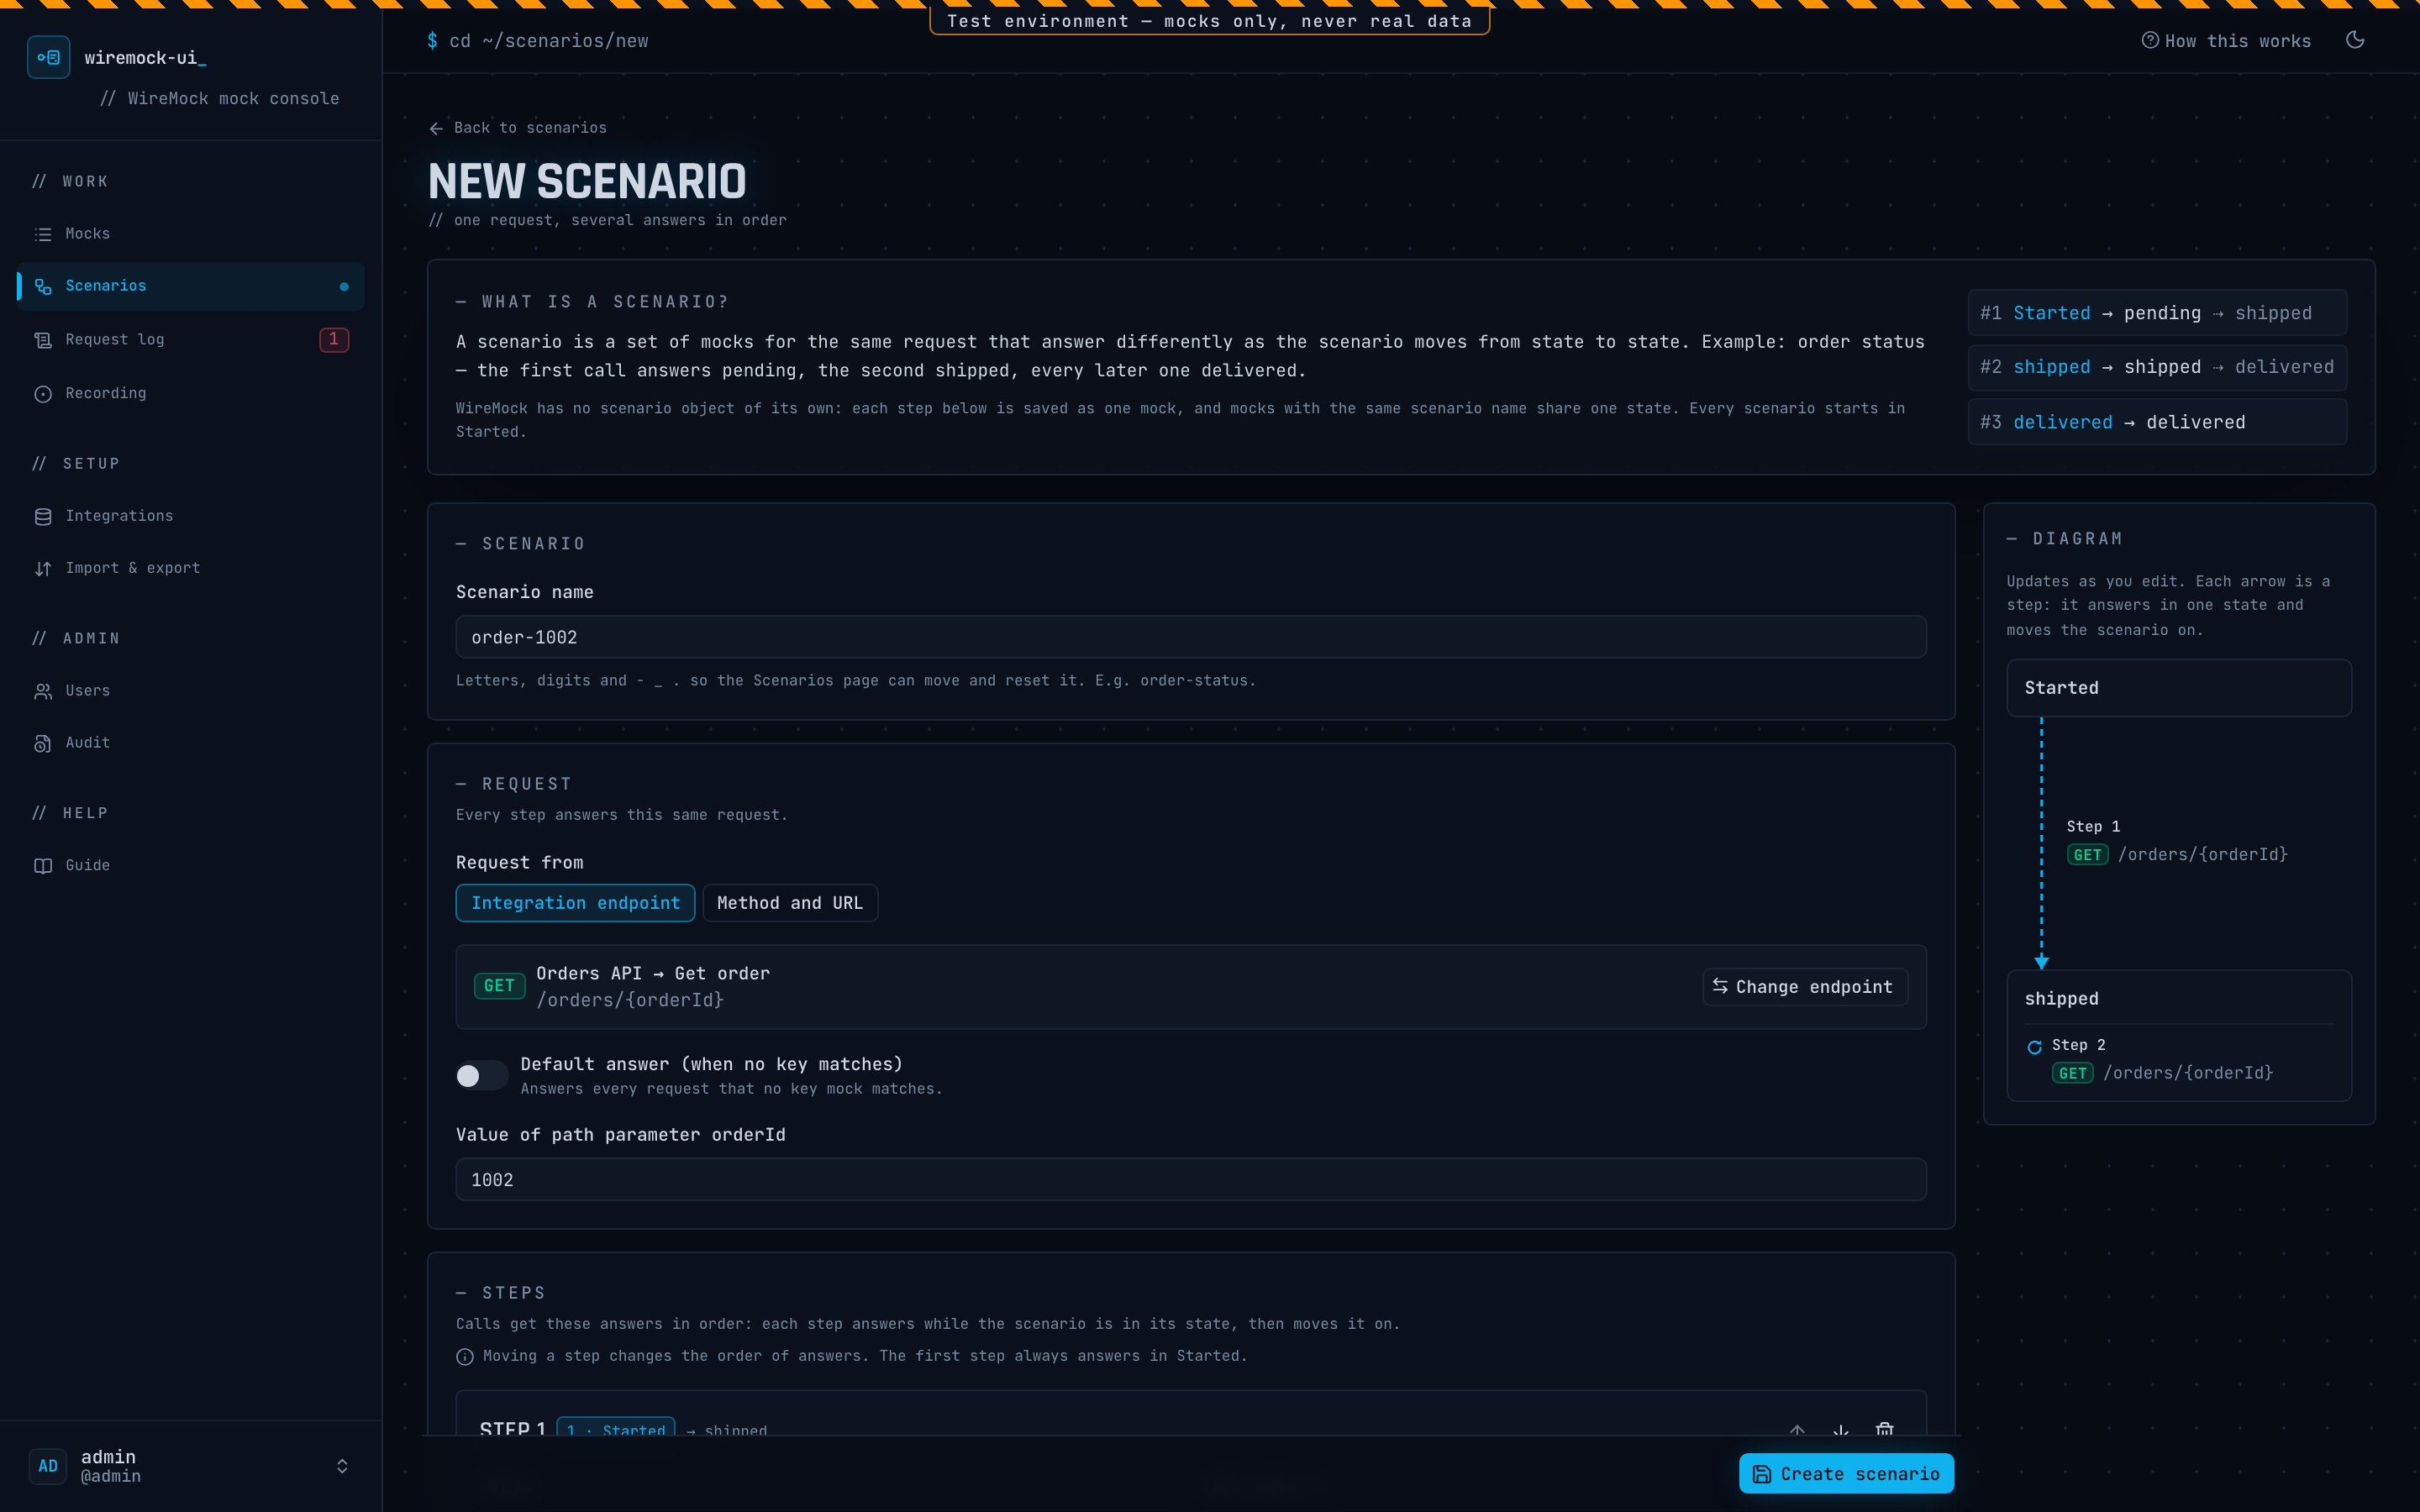 Test environment — mocks only, never real data
wiremock-ui_
// WireMock mock console
$ cd ~/scenarios/new
How this works
// WORK
Mocks
Scenarios
Request log
1
Recording
// SETUP
Integrations
Import & export
// ADMIN
Users
Audit
// HELP
Guide
AD
admin
@admin
Back to scenarios
NEW SCENARIO
// one request, several answers in order
— WHAT IS A SCENARIO?
A scenario is a set of mocks for the same request that answer differently as the scenario moves from state to state. Example: order status
— the first call answers pending, the second shipped, every later one delivered.
WireMock has no scenario object of its own: each step below is saved as one mock, and mocks with the same scenario name share one state. Every scenario starts in
Started.
#1 Started → pending ⇢ shipped
#2 shipped → shipped ⇢ delivered
#3 delivered → delivered
— SCENARIO
Scenario name
order-1002
Letters, digits and - _ . so the Scenarios page can move and reset it. E.g. order-status.
— REQUEST
Every step answers this same request.
Request from
Integration endpoint
Method and URL
GET
Orders API → Get order
/orders/{orderId}
Change endpoint
Default answer (when no key matches)
Answers every request that no key mock matches.
Value of path parameter orderId
1002
— STEPS
Calls get these answers in order: each step answers while the scenario is in its state, then moves it on.
Moving a step changes the order of answers. The first step always answers in Started.
STEP 1
1 · Started
→ shipped
Create scenario
— DIAGRAM
Updates as you edit. Each arrow is a
step: it answers in one state and
moves the scenario on.
Started
Step 1
GET /orders/{orderId}
shipped
Step 2
GET /orders/{orderId}